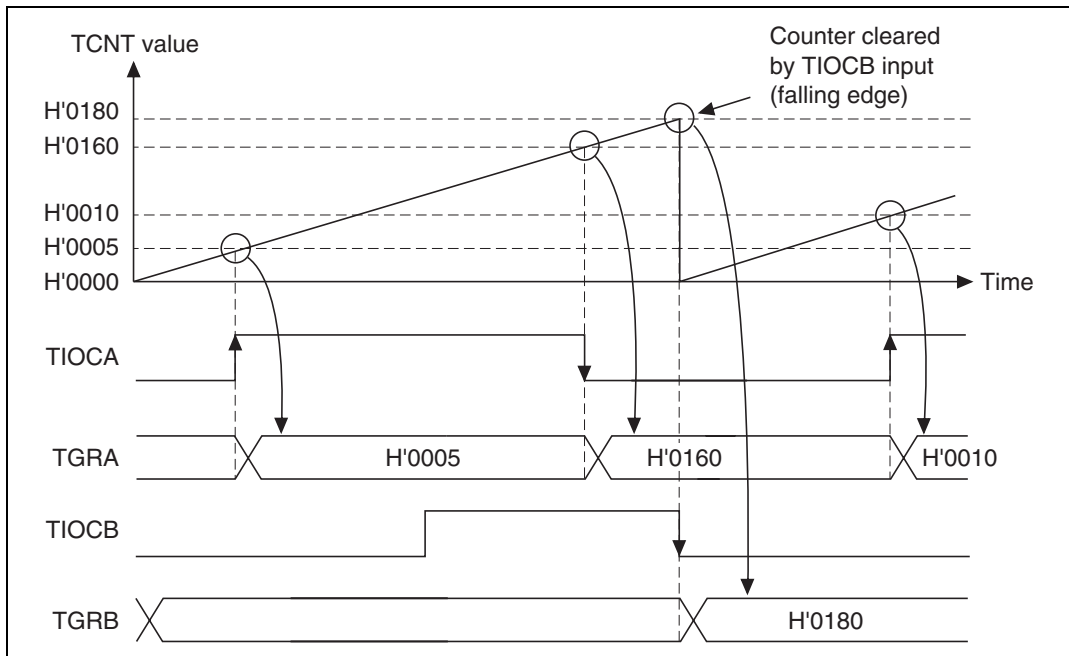 TCNT value
Counter cleared
by TIOCB input
(falling edge)
H'0180
H'0160
H'0010
H'0005
H'0000
Time
TIOCA
TGRA
H'0005
H'0160
H'0010
TIOCB
TGRB
H'0180